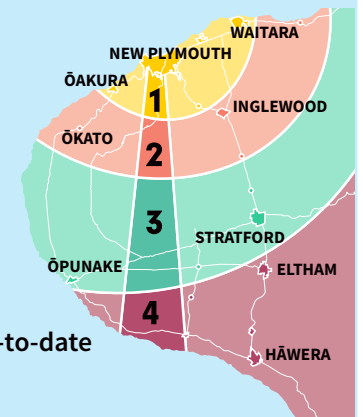 WAITARA
NEW PLYMOUTH
ŌAKURA
1
INGLEWOOD
ŌKATO
2
3
STRATFORD
ŌPUNAKE
ELTHAM
4
-to-date
HĀWERA